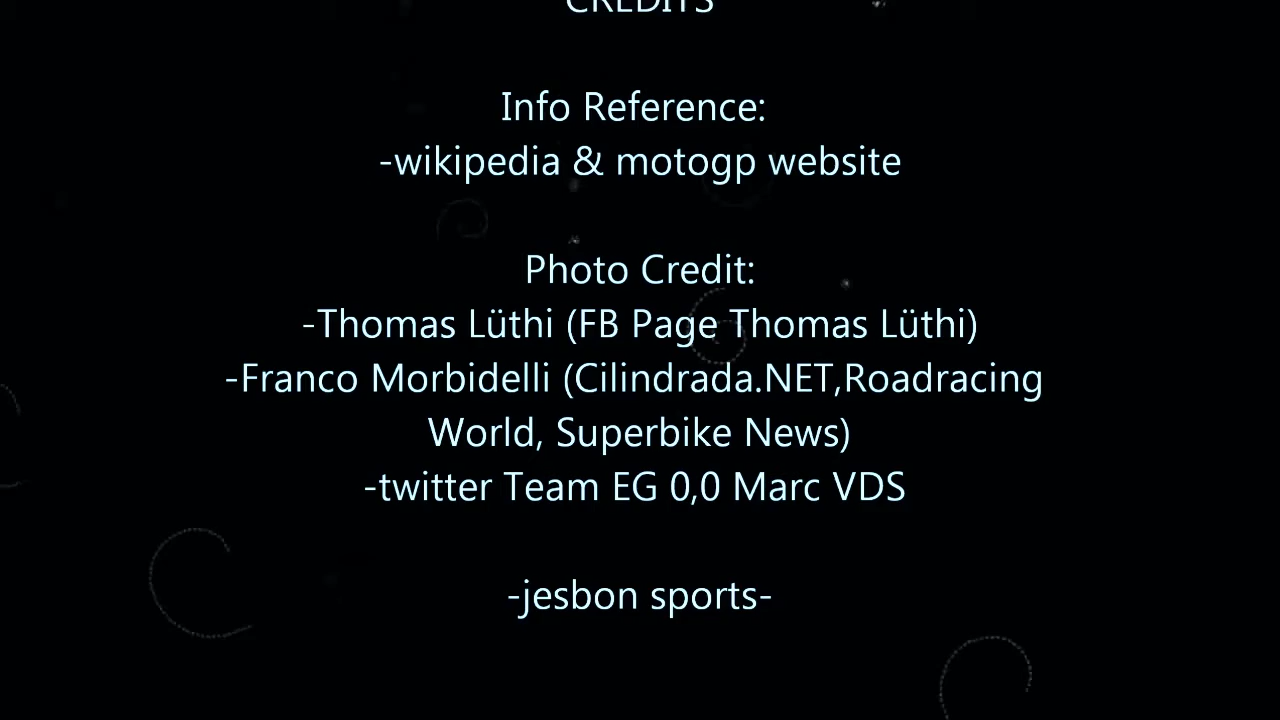 CREDITS
Info Reference:
-wikipedia & motogp website
Photo Credit:
-Thomas Lüthi (FB Page Thomas Lüthi)
-Franco Morbidelli (Cilindrada.NET,Roadracing
World, Superbike News)
-twitter Team EG 0,0 Marc VDS
-jesbon sports-